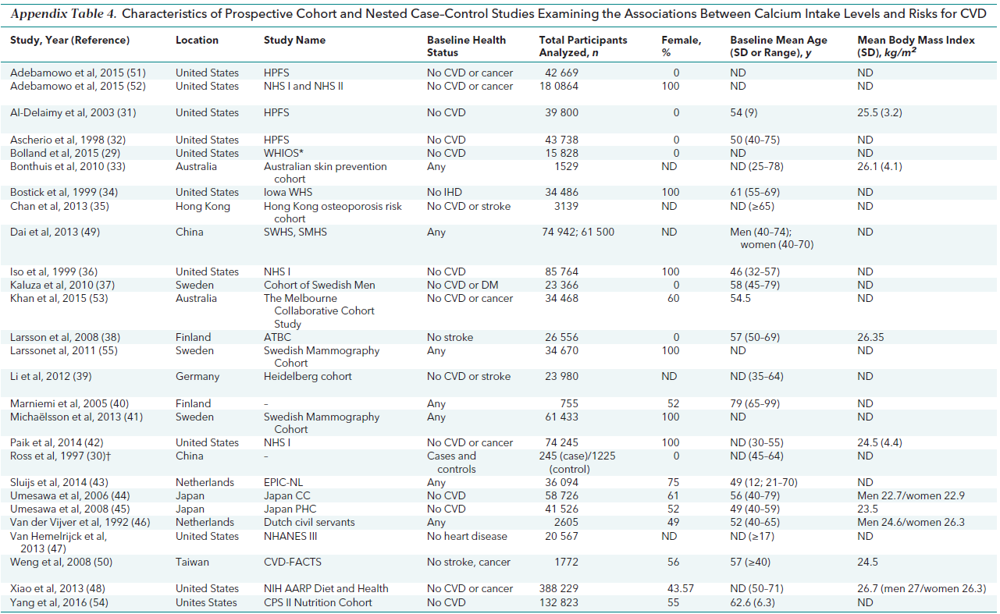 Appendix Table 4. Characteristics of Prospective Cohort and Nested Case–Control Studies Examining the Associations Between Calcium Intake Levels and Risks for CVD
Study, Year (Reference) Location Study Name Baseline Health Status Total Participants Analyzed, n Female, % Baseline Mean Age (SD or Range), y Mean Body Mass Index (SD), kg/m2
Adebamowo et al, 2015 (51) United States HPFS No CVD or cancer 42 669 0 ND ND
Adebamowo et al, 2015 (52) United States NHS I and NHS II No CVD or cancer 18 0864 100 ND ND
Al-Delaimy et al, 2003 (31) United States HPFS No CVD 39 800 0 54 (9) 25.5 (3.2)
Ascherio et al, 1998 (32) United States HPFS No CVD 43 738 0 50 (40–75) ND
Bolland et al, 2015 (29) United States WHIOS* No CVD 15 828 0 ND ND
Bonthuis et al, 2010 (33) Australia Australian skin prevention cohort Any 1529 ND ND (25–78) 26.1 (4.1)
Bostick et al, 1999 (34) United States Iowa WHS No IHD 34 486 100 61 (55–69) ND
Chan et al, 2013 (35) Hong Kong Hong Kong osteoporosis risk cohort No CVD or stroke 3139 ND ND (≥65) ND
Dai et al, 2013 (49) China SWHS, SMHS Any 74 942; 61 500 ND Men (40–74); women (40–70) ND
Iso et al, 1999 (36) United States NHS I No CVD 85 764 100 46 (32–57) ND
Kaluza et al, 2010 (37) Sweden Cohort of Swedish Men No CVD or DM 23 366 0 58 (45–79) ND
Khan et al, 2015 (53) Australia The Melbourne Collaborative Cohort Study No CVD or cancer 34 468 60 54.5 ND
Larsson et al, 2008 (38) Finland ATBC No stroke 26 556 0 57 (50–69) 26.35
Larssonet al, 2011 (55) Sweden Swedish Mammography Cohort Any 34 670 100 ND ND
Li et al, 2012 (39) Germany Heidelberg cohort No CVD or stroke 23 980 ND ND (35–64) ND
Marniemi et al, 2005 (40) Finland – Any 755 52 79 (65–99) ND
Michaëlsson et al, 2013 (41) Sweden Swedish Mammography Cohort Any 61 433 100 ND ND
Paik et al, 2014 (42) United States NHS I No CVD or cancer 74 245 100 ND (30–55) 24.5 (4.4)
Ross et al, 1997 (30)† China – Cases and controls 245 (case)/1225 (control) 0 ND (45–64) ND
Sluijs et al, 2014 (43) Netherlands EPIC-NL Any 36 094 75 49 (12; 21–70) ND
Umesawa et al, 2006 (44) Japan Japan CC No CVD 58 726 61 56 (40–79) Men 22.7/women 22.9
Umesawa et al, 2008 (45) Japan Japan PHC No CVD 41 526 52 49 (40–59) 23.5
Van der Vijver et al, 1992 (46) Netherlands Dutch civil servants Any 2605 49 52 (40–65) Men 24.6/women 26.3
Van Hemelrijck et al, 2013 (47) United States NHANES III No heart disease 20 567 ND ND (≥17) ND
Weng et al, 2008 (50) Taiwan CVD-FACTS No stroke, cancer 1772 56 57 (≥40) 24.5
Xiao et al, 2013 (48) United States NIH AARP Diet and Health No CVD or cancer 388 229 43.57 ND (50–71) 26.7 (men 27/women 26.3)
Yang et al, 2016 (54) Unites States CPS II Nutrition Cohort No CVD 132 823 55 62.6 (6.3) ND